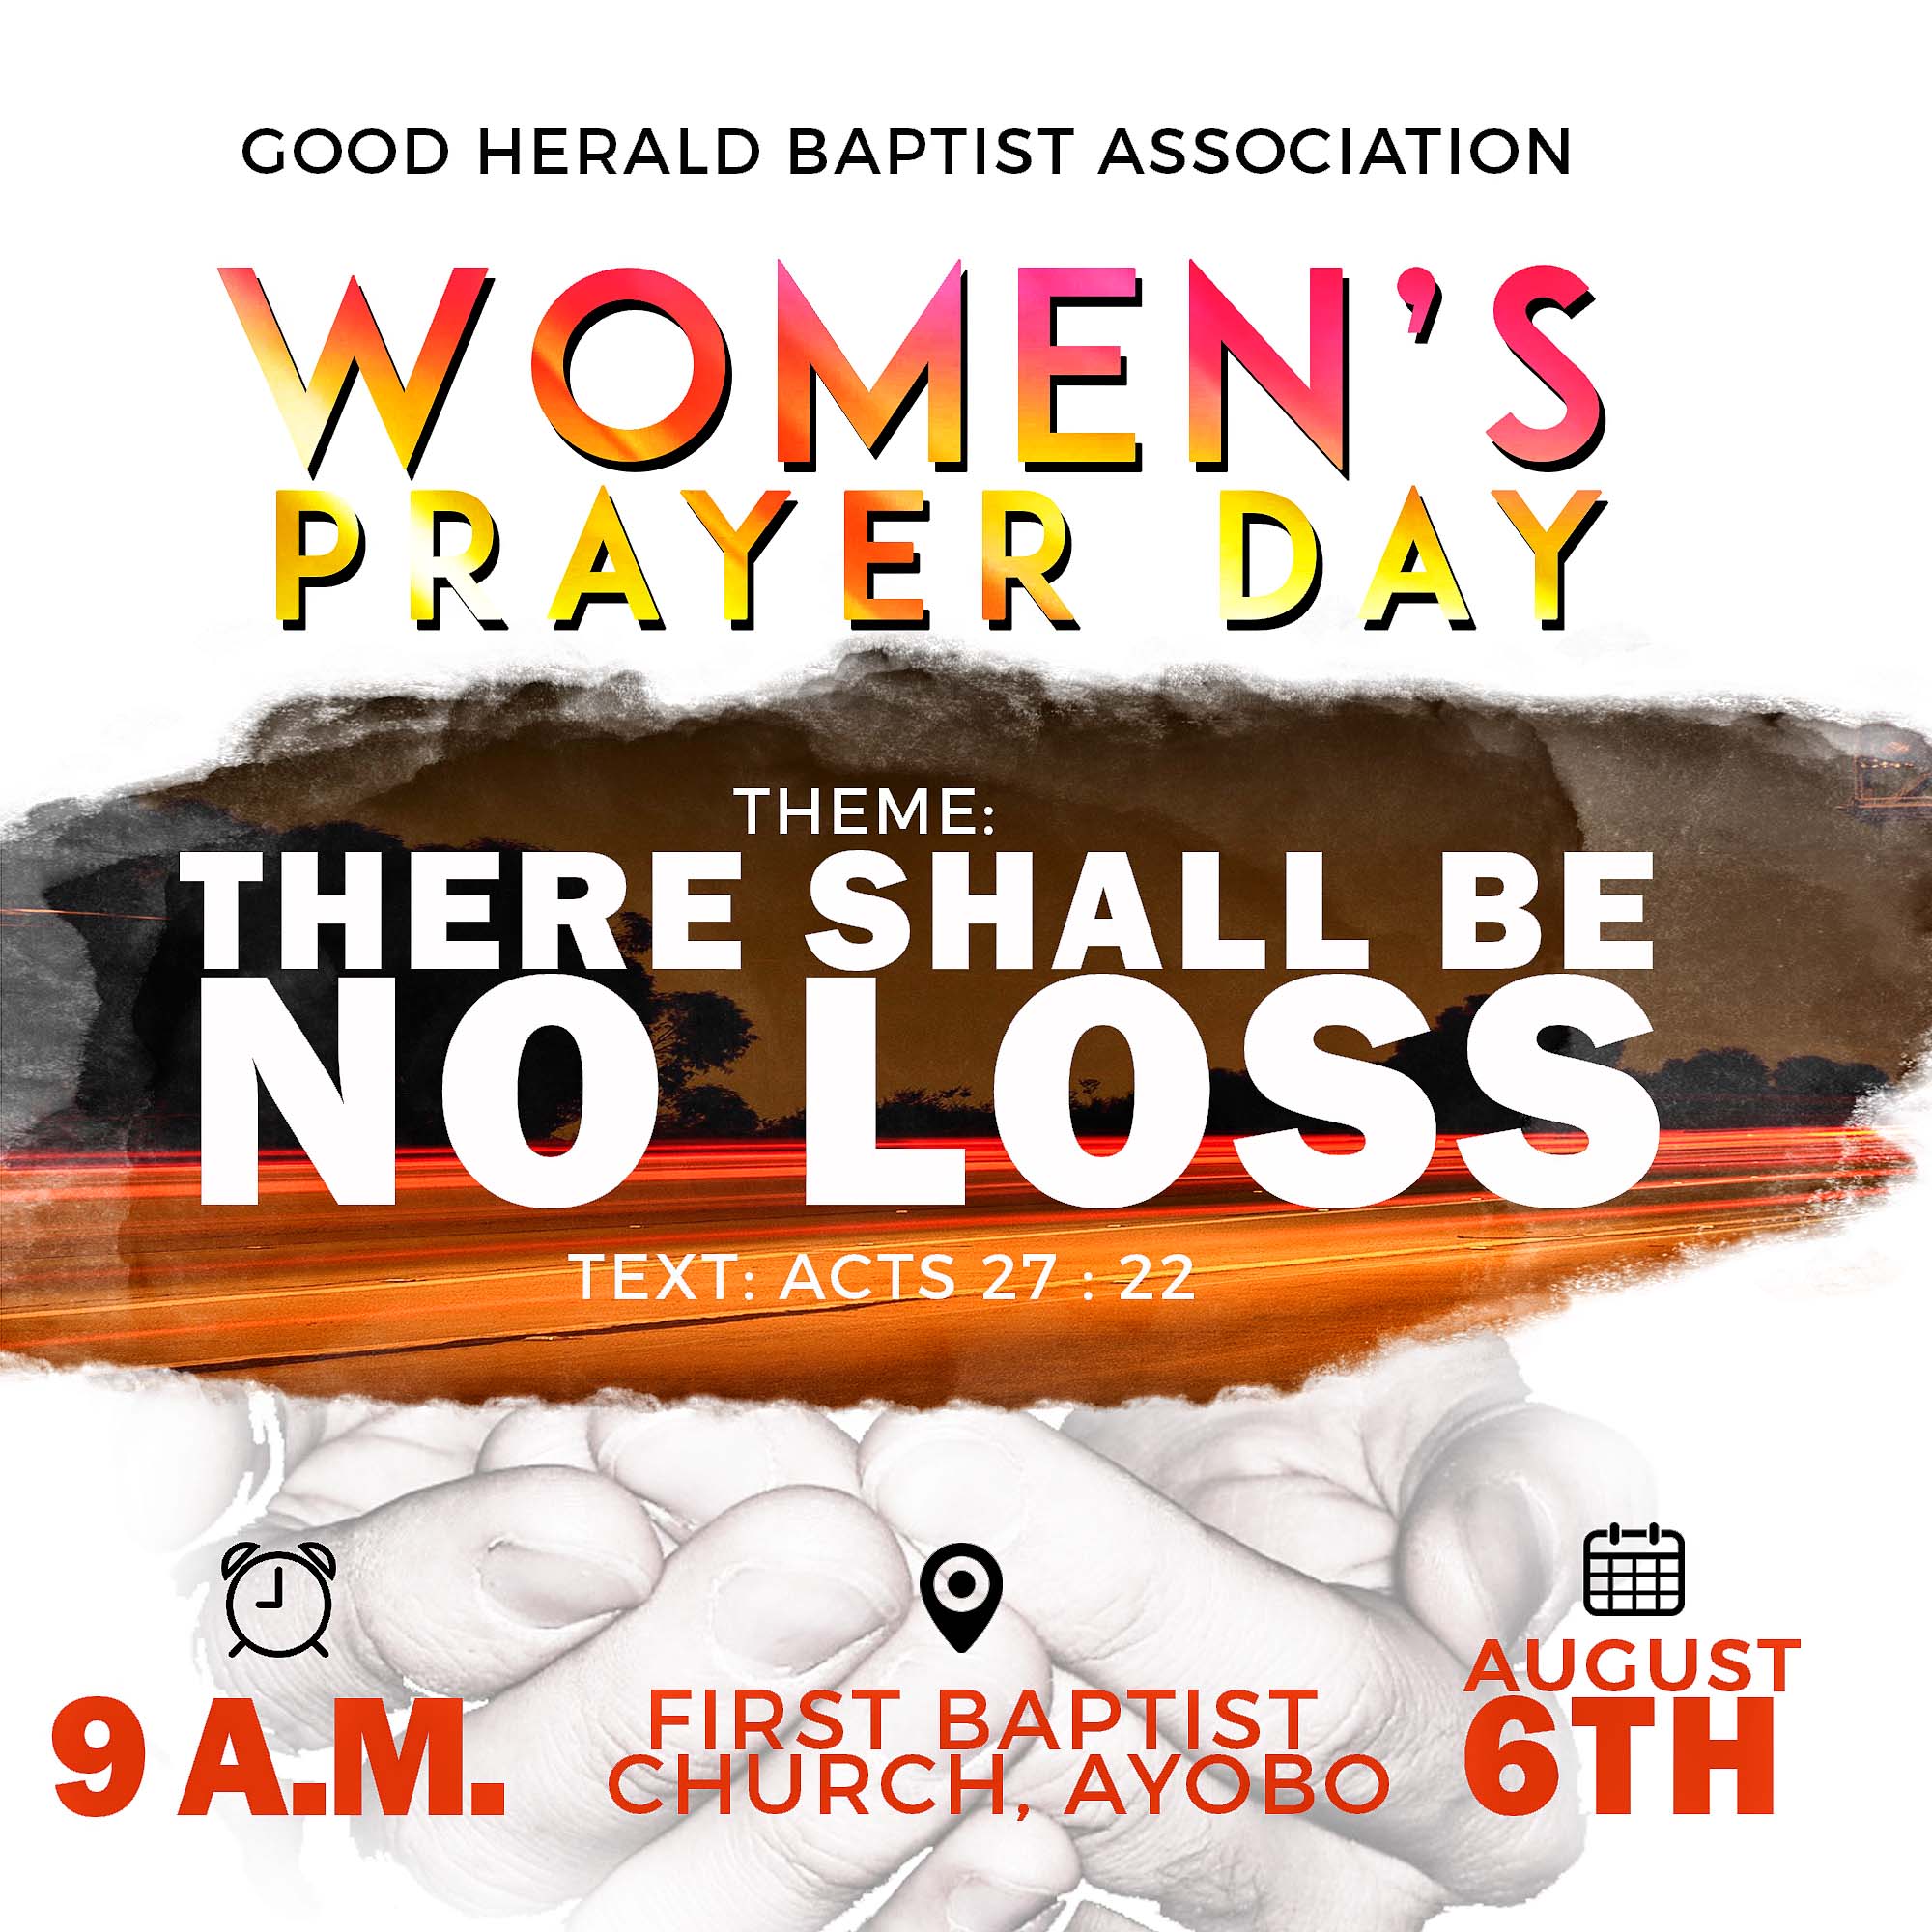 GOOD HERALD BAPTIST ASSOCIATION
WOMEN'S
PRAYER DAY
THEME:
THERE SHALL BE
NO LOSS
TEXT: ACTS 27 : 22
9 A.M.
FIRST BAPTIST
CHURCH, AYOBO
AUGUST
6TH